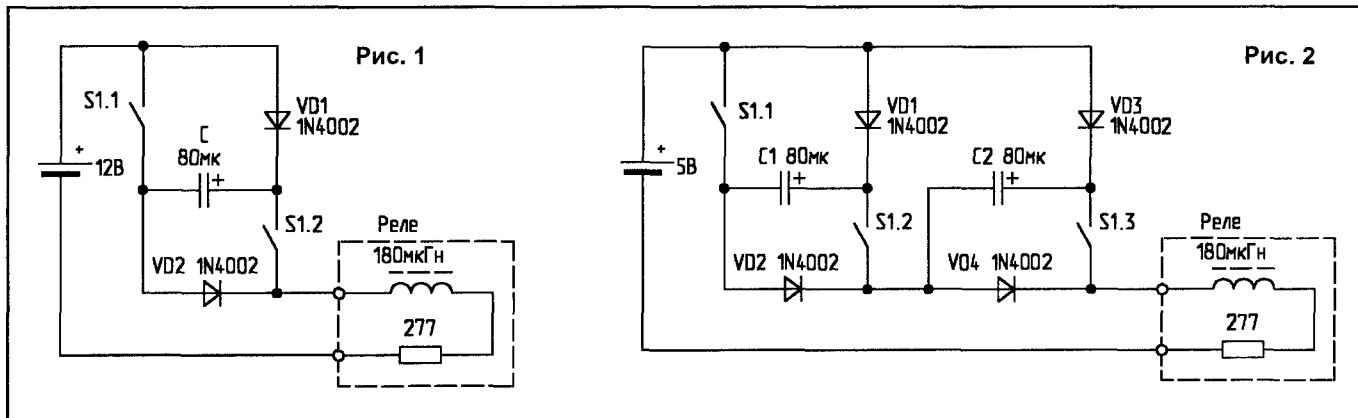 Рис. 1
S1.1
VD1
1N4002
C
80мк
+
+
12В
S1.2
Реле
180мкГн
VD2 1N4002
277
Рис. 2
S1.1
VD1
1N4002
VD3
1N4002
C1 80мк
+
C2 80мк
+
+
5В
S1.2
S1.3
Реле
180мкГн
VD2 1N4002
VD4 1N4002
277